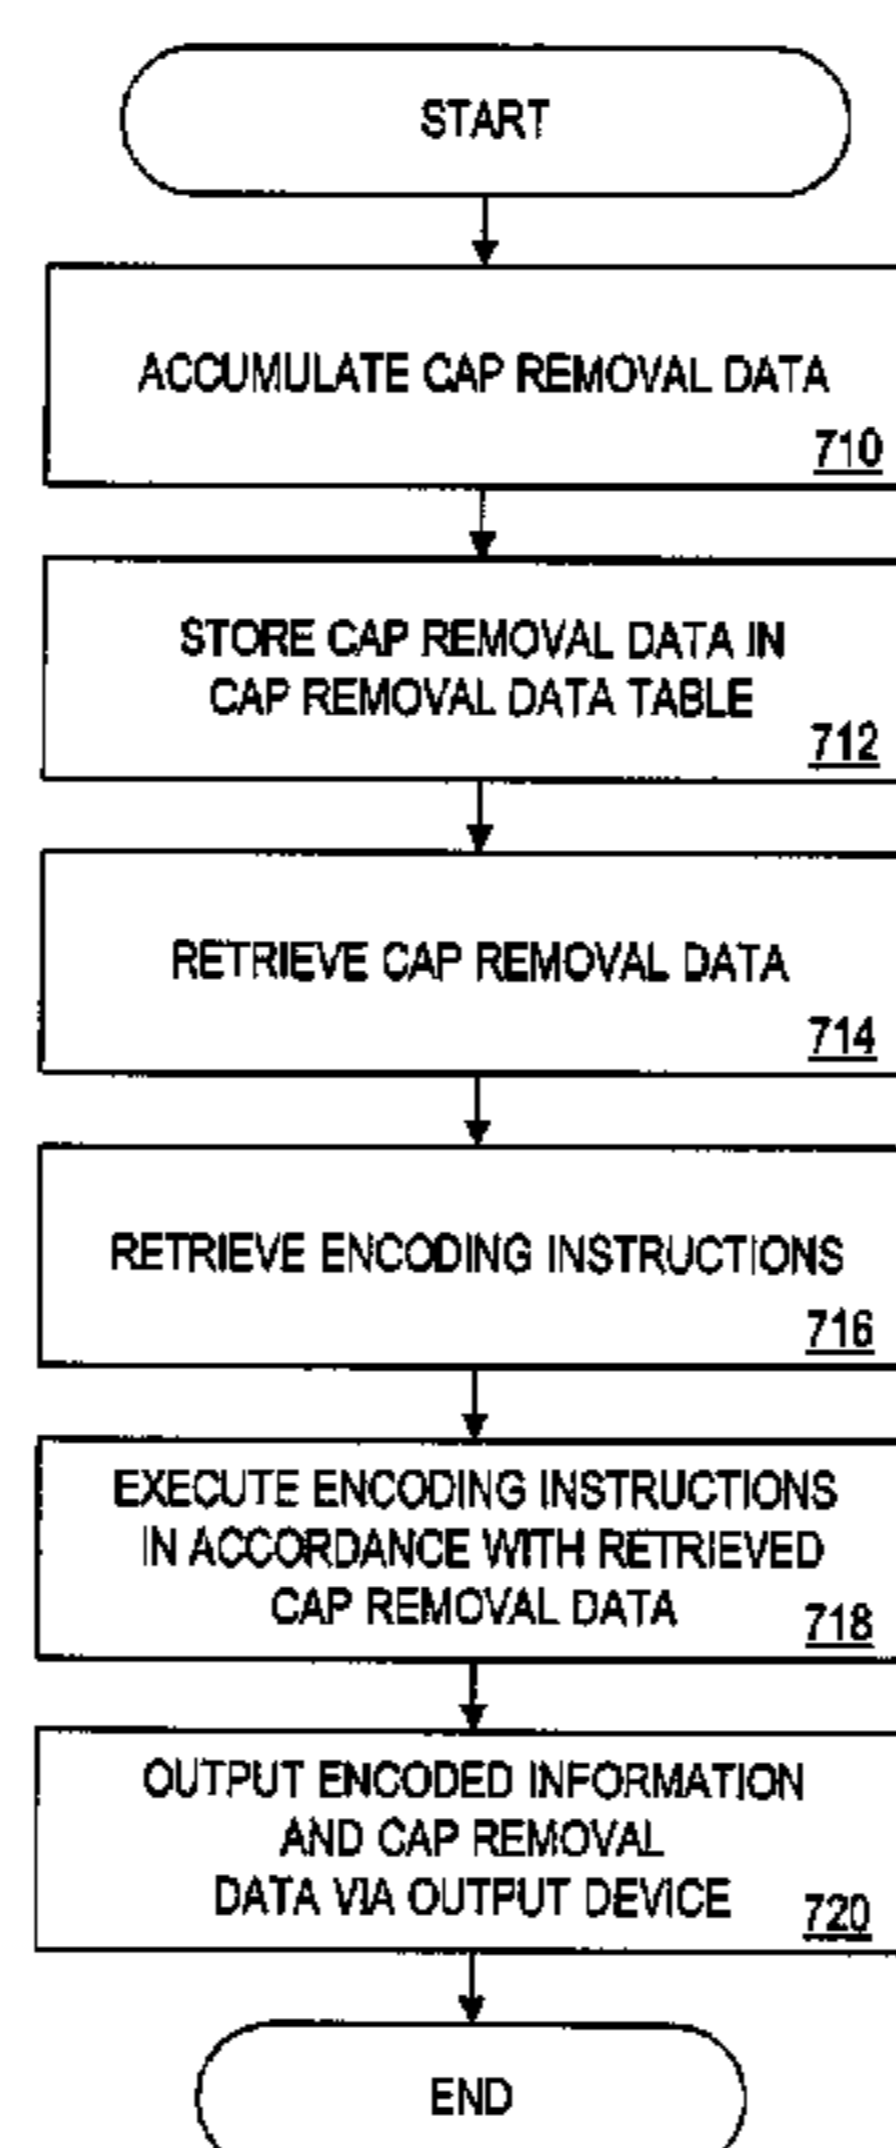 START
ACCUMULATE CAP REMOVAL DATA
710
STORE CAP REMOVAL DATA IN
CAP REMOVAL DATA TABLE
712
RETRIEVE CAP REMOVAL DATA
714
RETRIEVE ENCODING INSTRUCTIONS
716
EXECUTE ENCODING INSTRUCTIONS
IN ACCORDANCE WITH RETRIEVED
CAP REMOVAL DATA
718
OUTPUT ENCODED INFORMATION
AND CAP REMOVAL
DATA VIA OUTPUT DEVICE
720
END